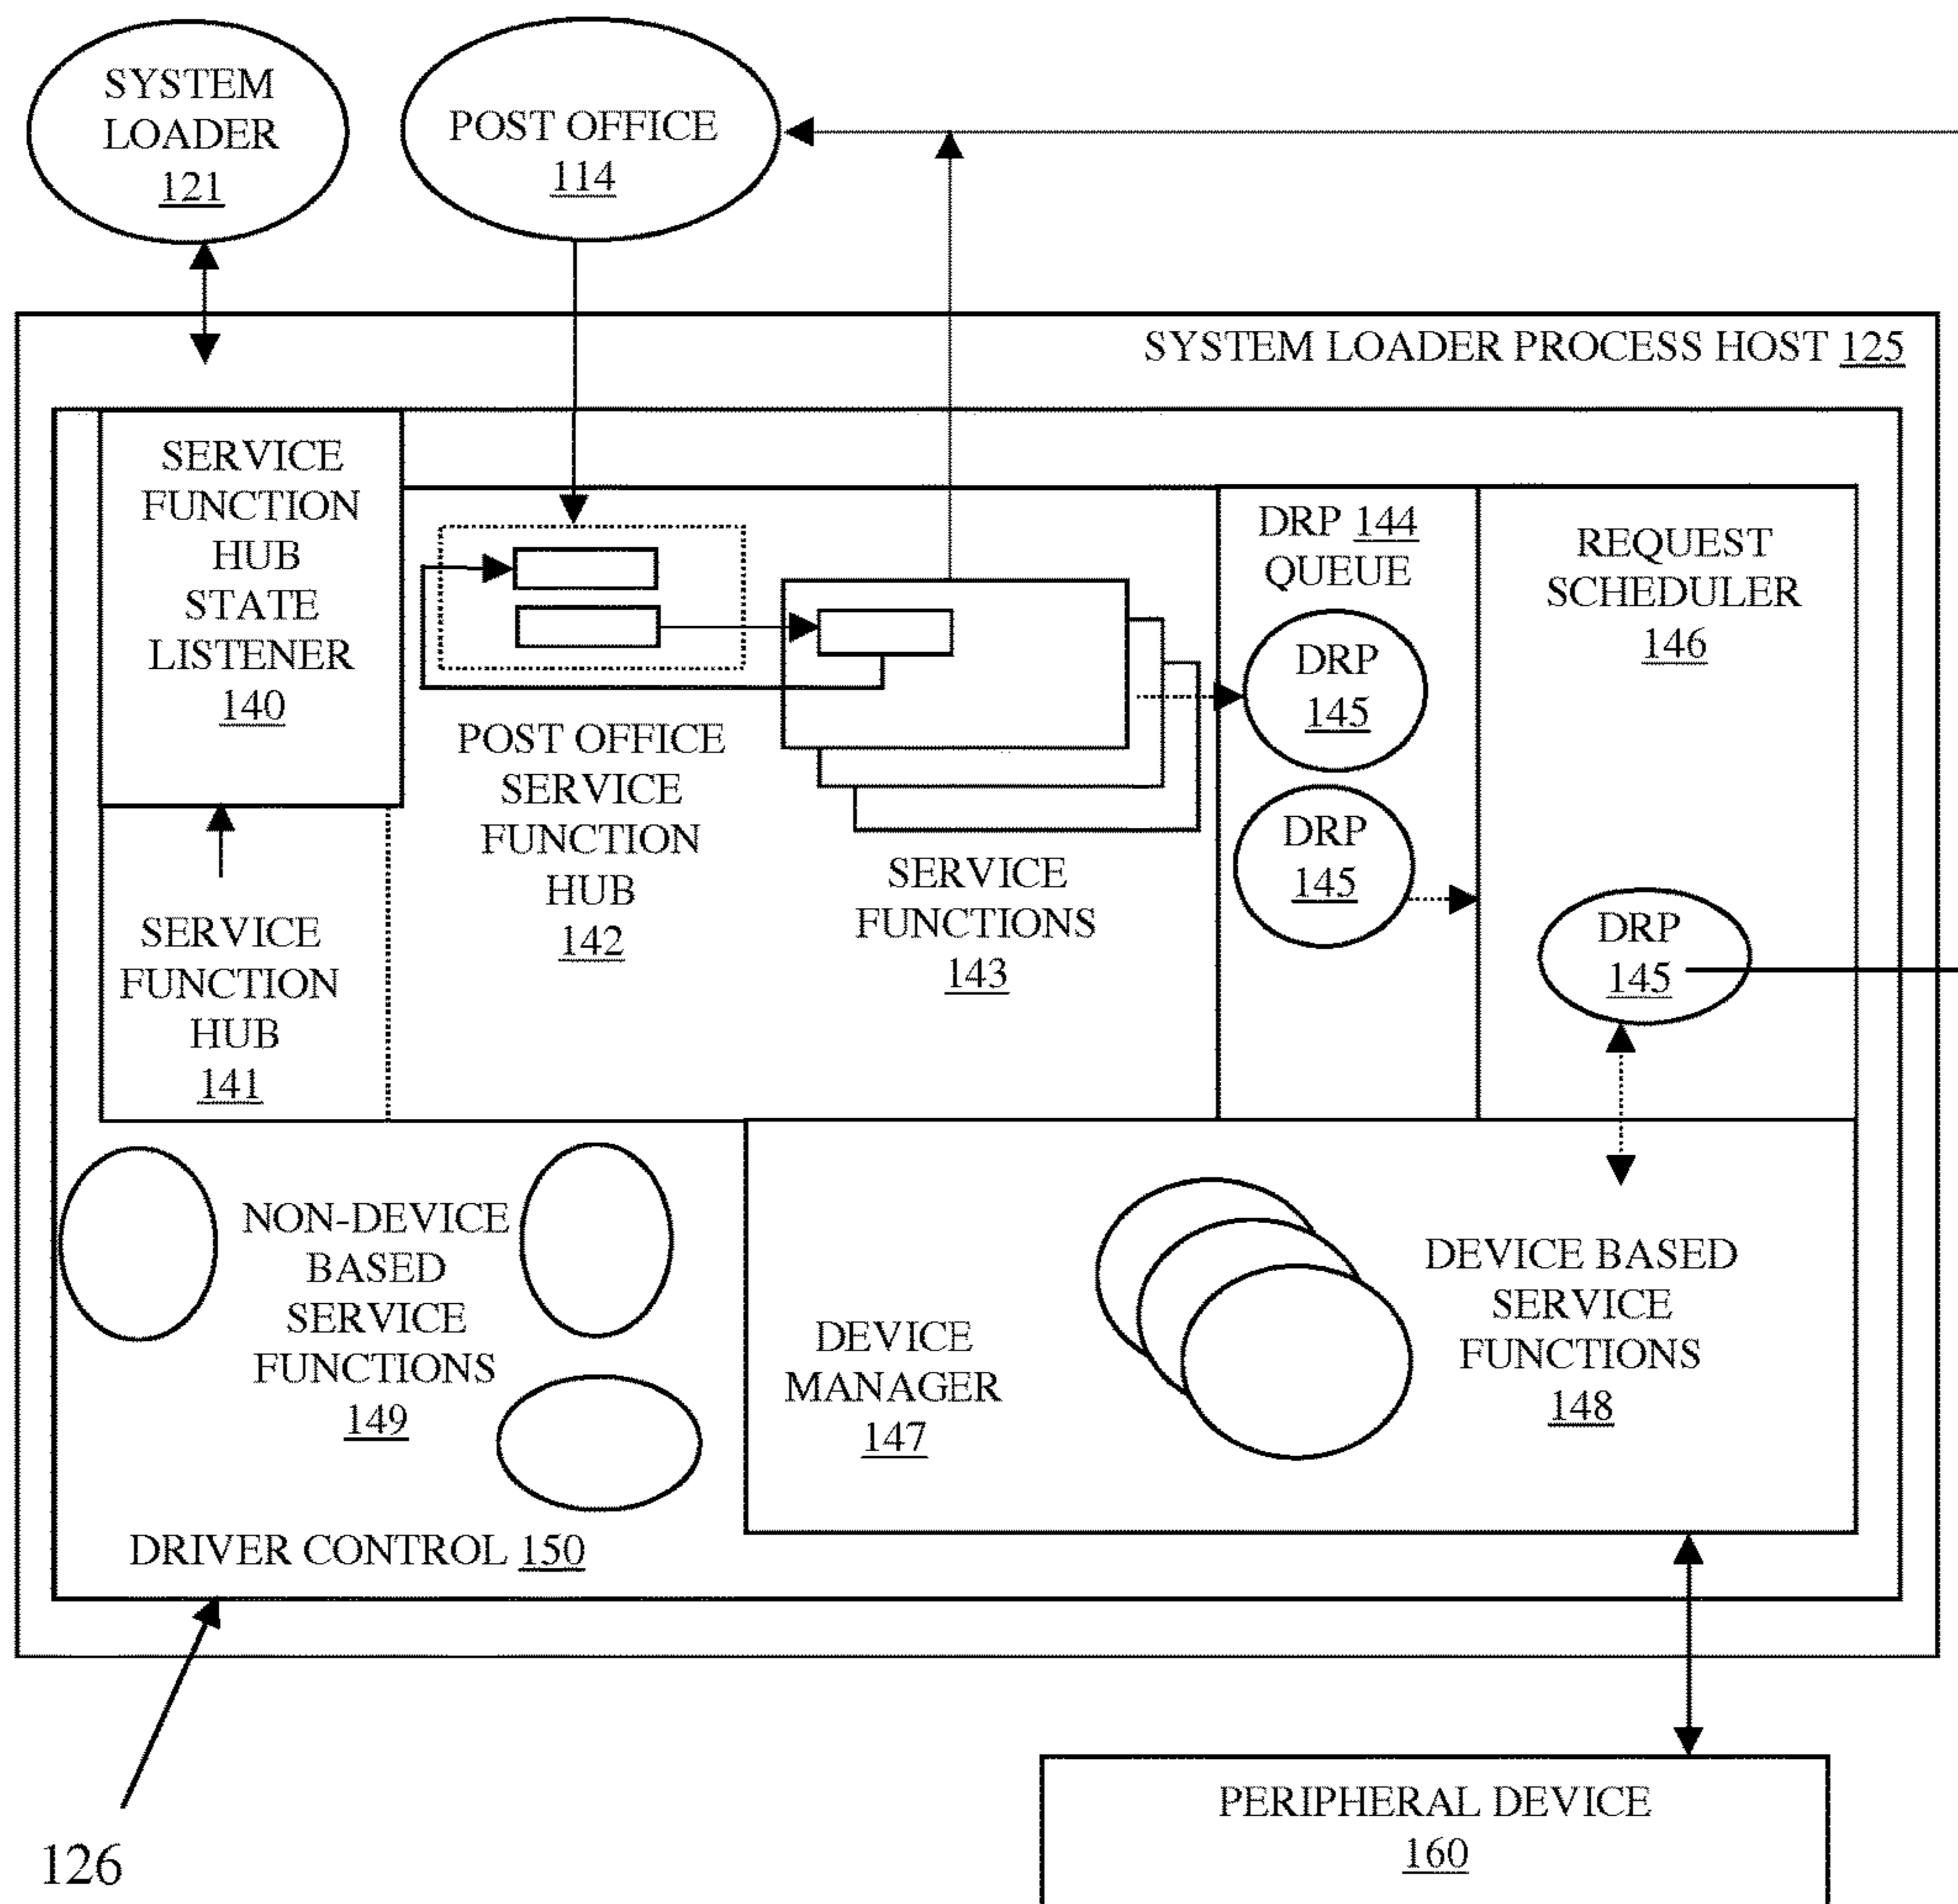 SYSTEM
LOADER
121
POST OFFICE
114
SYSTEM LOADER PROCESS HOST 125
SERVICE
FUNCTION
HUB
STATE
LISTENER
140
SERVICE
FUNCTION
HUB
141
POST OFFICE
SERVICE
FUNCTION
HUB
142
SERVICE
FUNCTIONS
143
DRP 144
QUEUE
DRP
145
DRP
145
REQUEST
SCHEDULER
146
DRP
145
NON-DEVICE
BASED
SERVICE
FUNCTIONS
149
DEVICE
MANAGER
147
DEVICE BASED
SERVICE
FUNCTIONS
148
DRIVER CONTROL 150
126
PERIPHERAL DEVICE
160